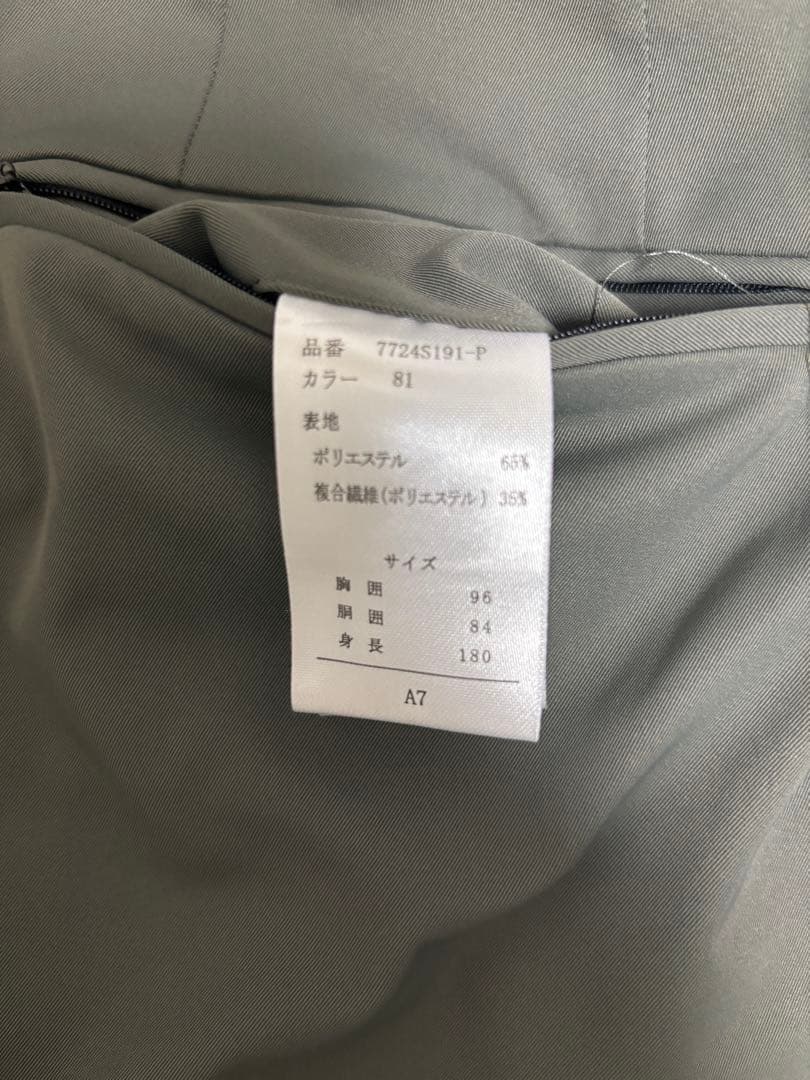 品番 7724S191-P
カラー 81
表地
ポリエステル 65%
複合繊維(ポリエステル) 35%
サイズ
胸囲 96
胴囲 84
身長 180
A7